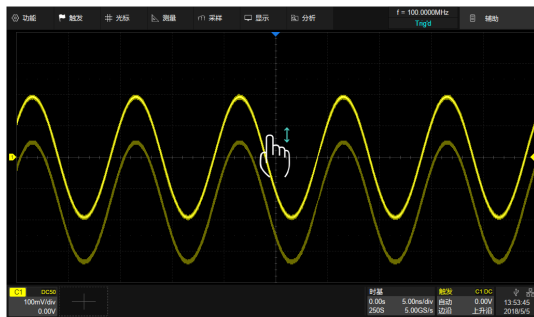 功能
触发
光标
测量
采样
显示
分析
f = 100.0000MHz
Trig'd
辅助
C1 DC50
100mV/div
0.00V
时基
0.00s 5.00ns/div
250S 5.00GS/s
触发 C1 DC
自动 0.00V
边沿 上升沿
13:53:45
2018/5/5